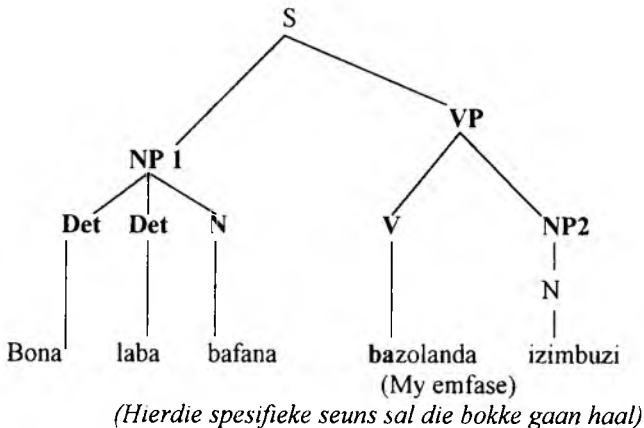 S
VP
NP 1
Det Det N V NP2
N
Bona laba bafana bazolanda izimbuzi
(My emfase)
(Hierdie spesifieke seuns sal die bokke gaan haal)